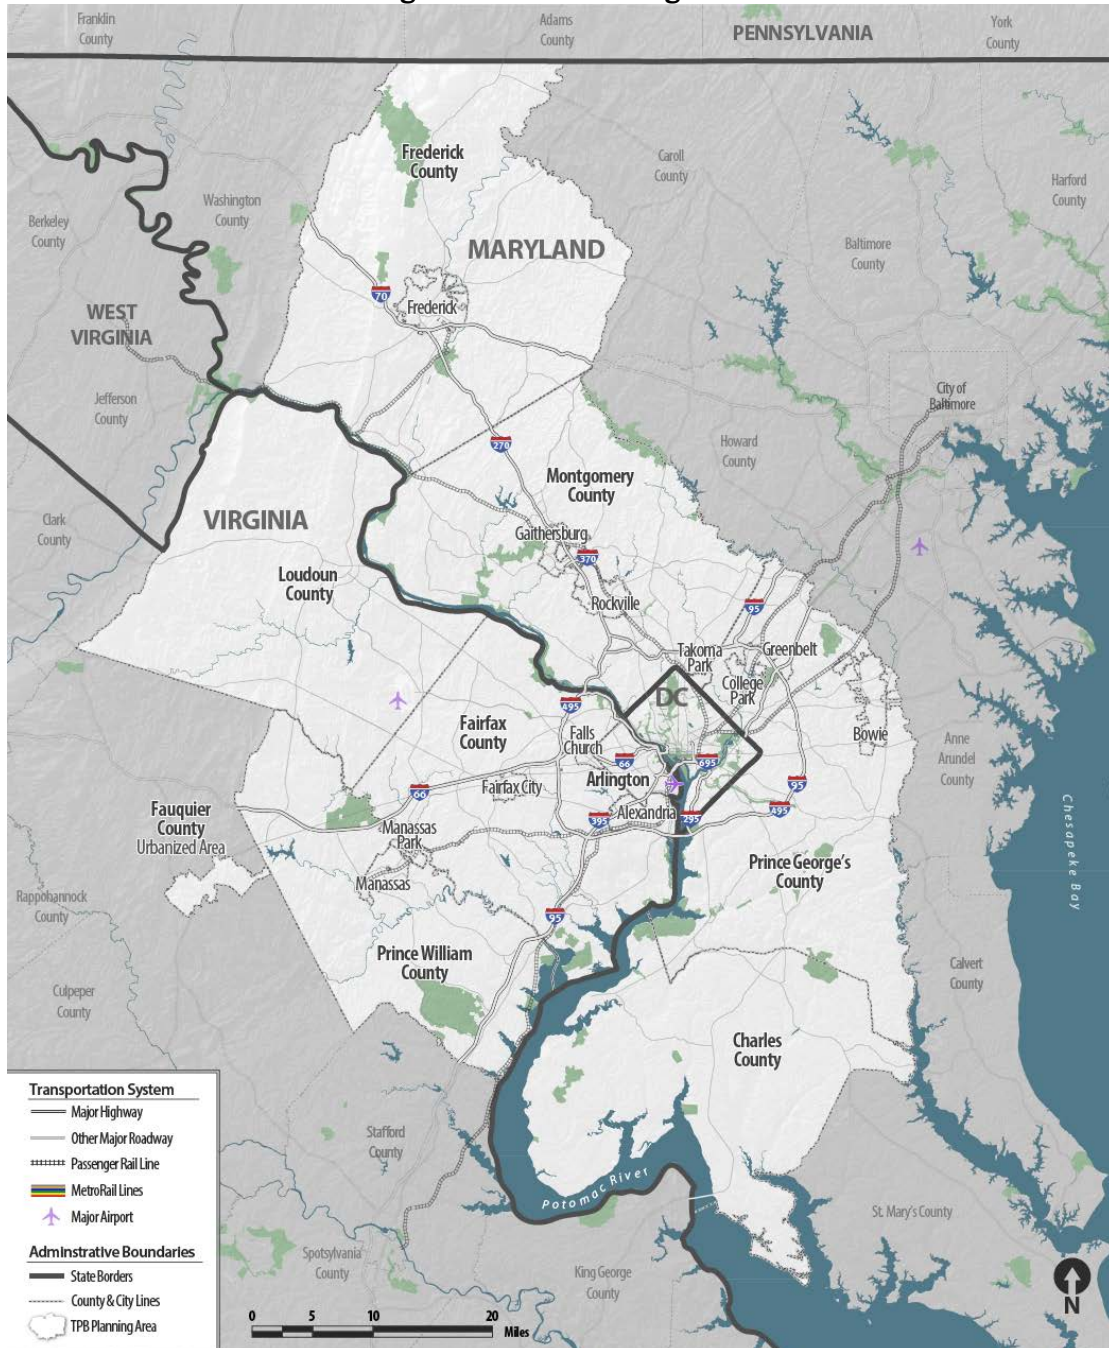 Franklin
County
Adams
County
PENNSYLVANIA
York
County
Frederick
County
Caroll
County
Harford
County
Washington
County
Berkeley
County
MARYLAND
Baltimore
County
70
Frederick
WEST
VIRGINIA
Jefferson
County
City of
Baltimore
270
Howard
County
Montgomery
County
VIRGINIA
Clark
County
Gaithersburg
370
Loudoun
County
Rockville
95
Takoma
Park
Greenbelt
College
Park
DC
495
Fairfax
County
Falls
Church
Bowie
Anne
Arundel
County
66
695
Arlington
Fairfax City
66
95
495
Fauquier
County
Urbanized Area
Alexandria
395
295
Manassas
Park
Chesapeke Bay
Prince George's
County
Manassas
Rappohannock
County
95
Prince William
County
Calvert
County
Culpeper
County
Charles
County
Transportation System
Major Highway
Other Major Roadway
Passenger Rail Line
MetroRail Lines
Major Airport
Adminstrative Boundaries
State Borders
County & City Lines
TPB Planning Area
Stafford
County
Potomac River
St. Mary's County
Spotsylvania
County
King George
County
N
0 5 10 20
Miles